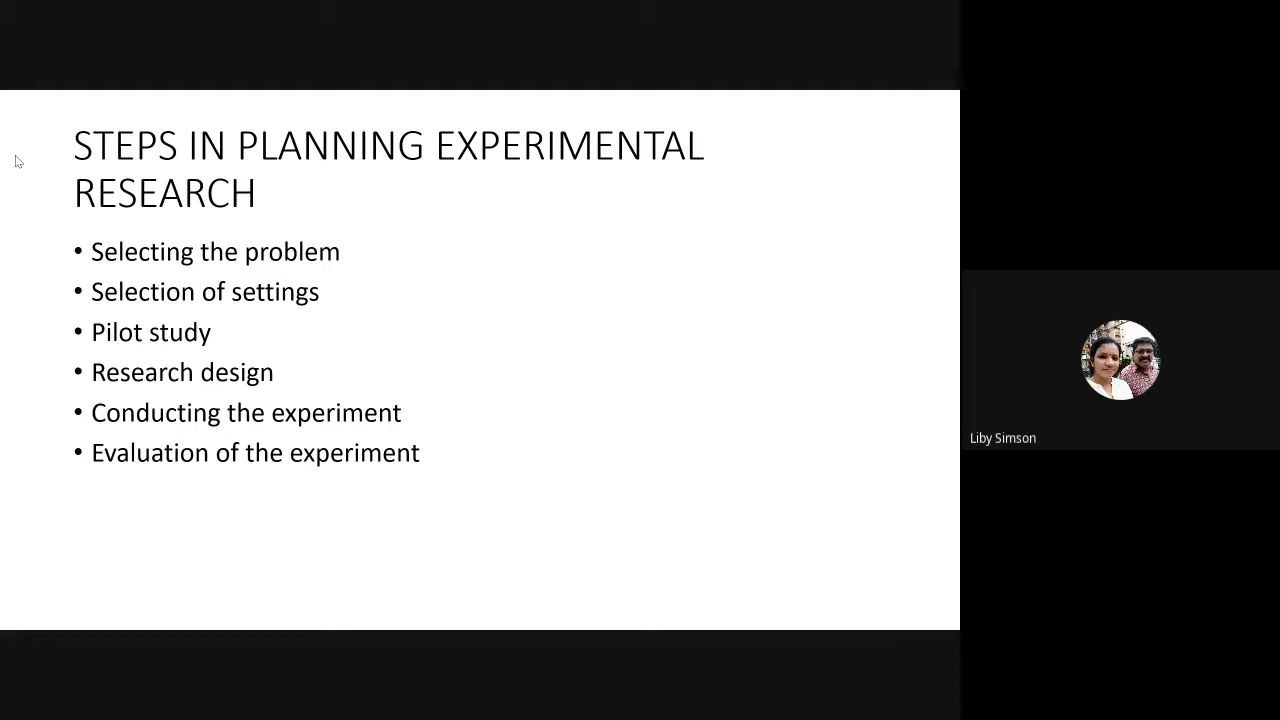 STEPS IN PLANNING EXPERIMENTAL
RESEARCH
• Selecting the problem
• Selection of settings
• Pilot study
• Research design
• Conducting the experiment
• Evaluation of the experiment
Liby Simson